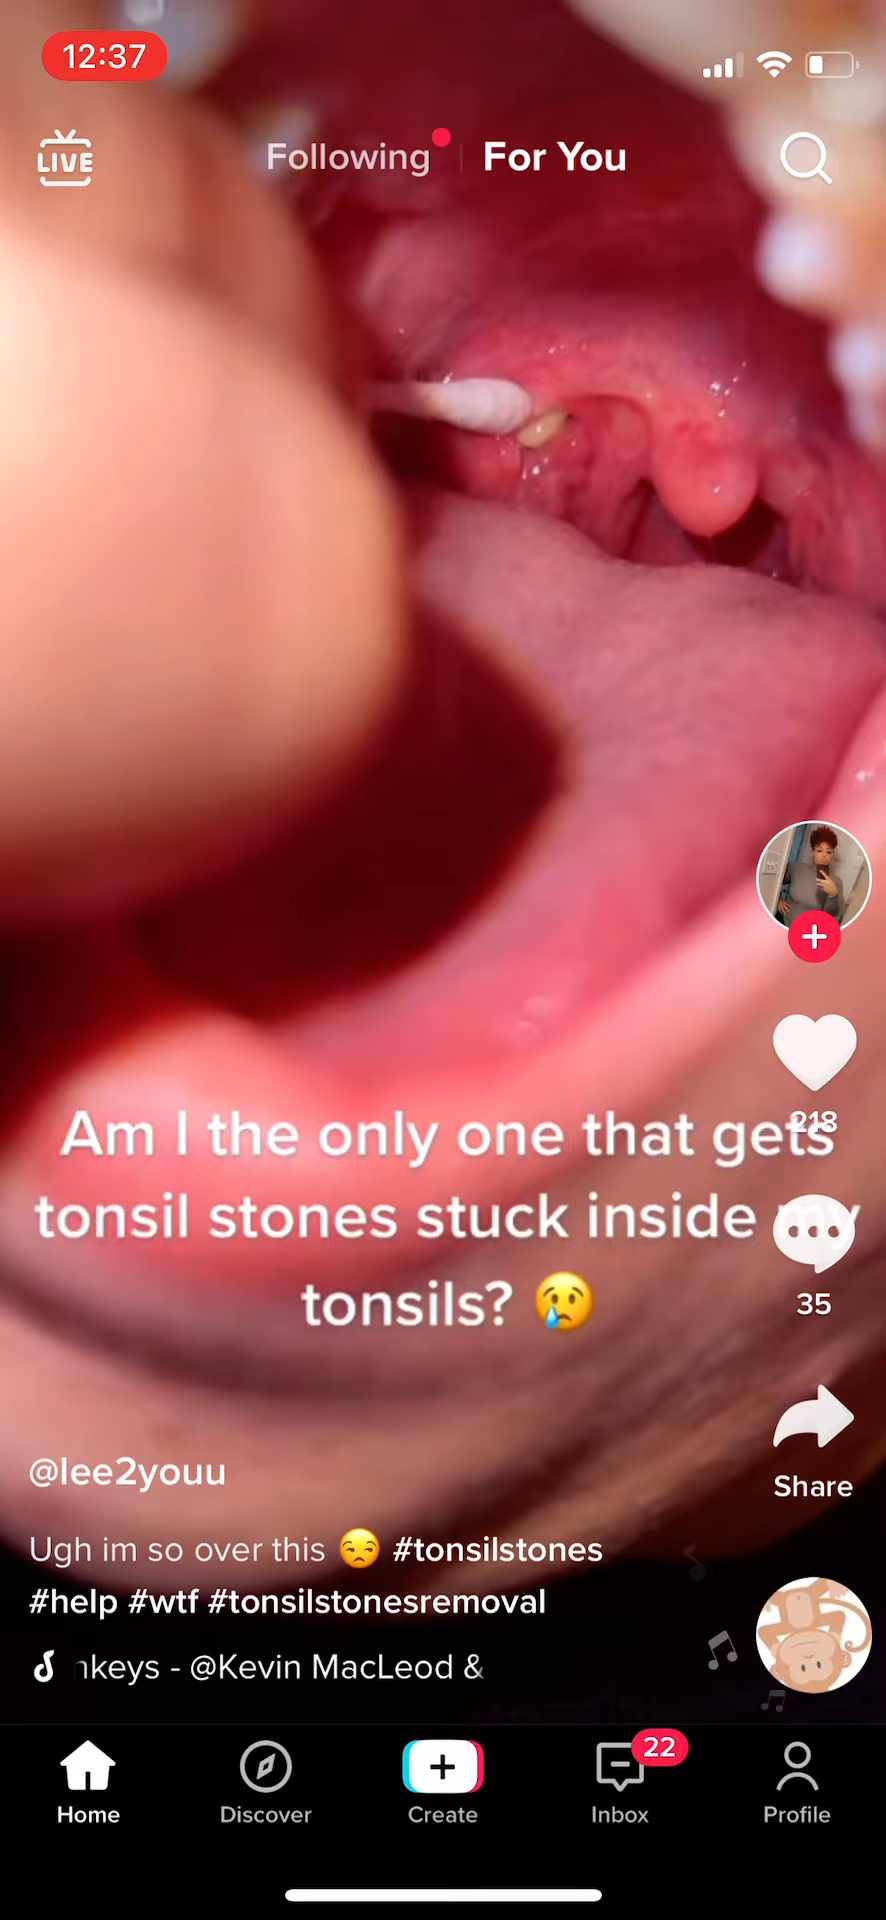 12:37
LIVE
Following
For You
Am I the only one that gets
218
tonsil stones stuck inside my
tonsils? 😢
35
Share
@lee2youu
Ugh im so over this 😒 #tonsilstones
#help #wtf #tonsilstonesremoval
nkeys - @Kevin MacLeod &
Home
Discover
Create
22
Inbox
Profile